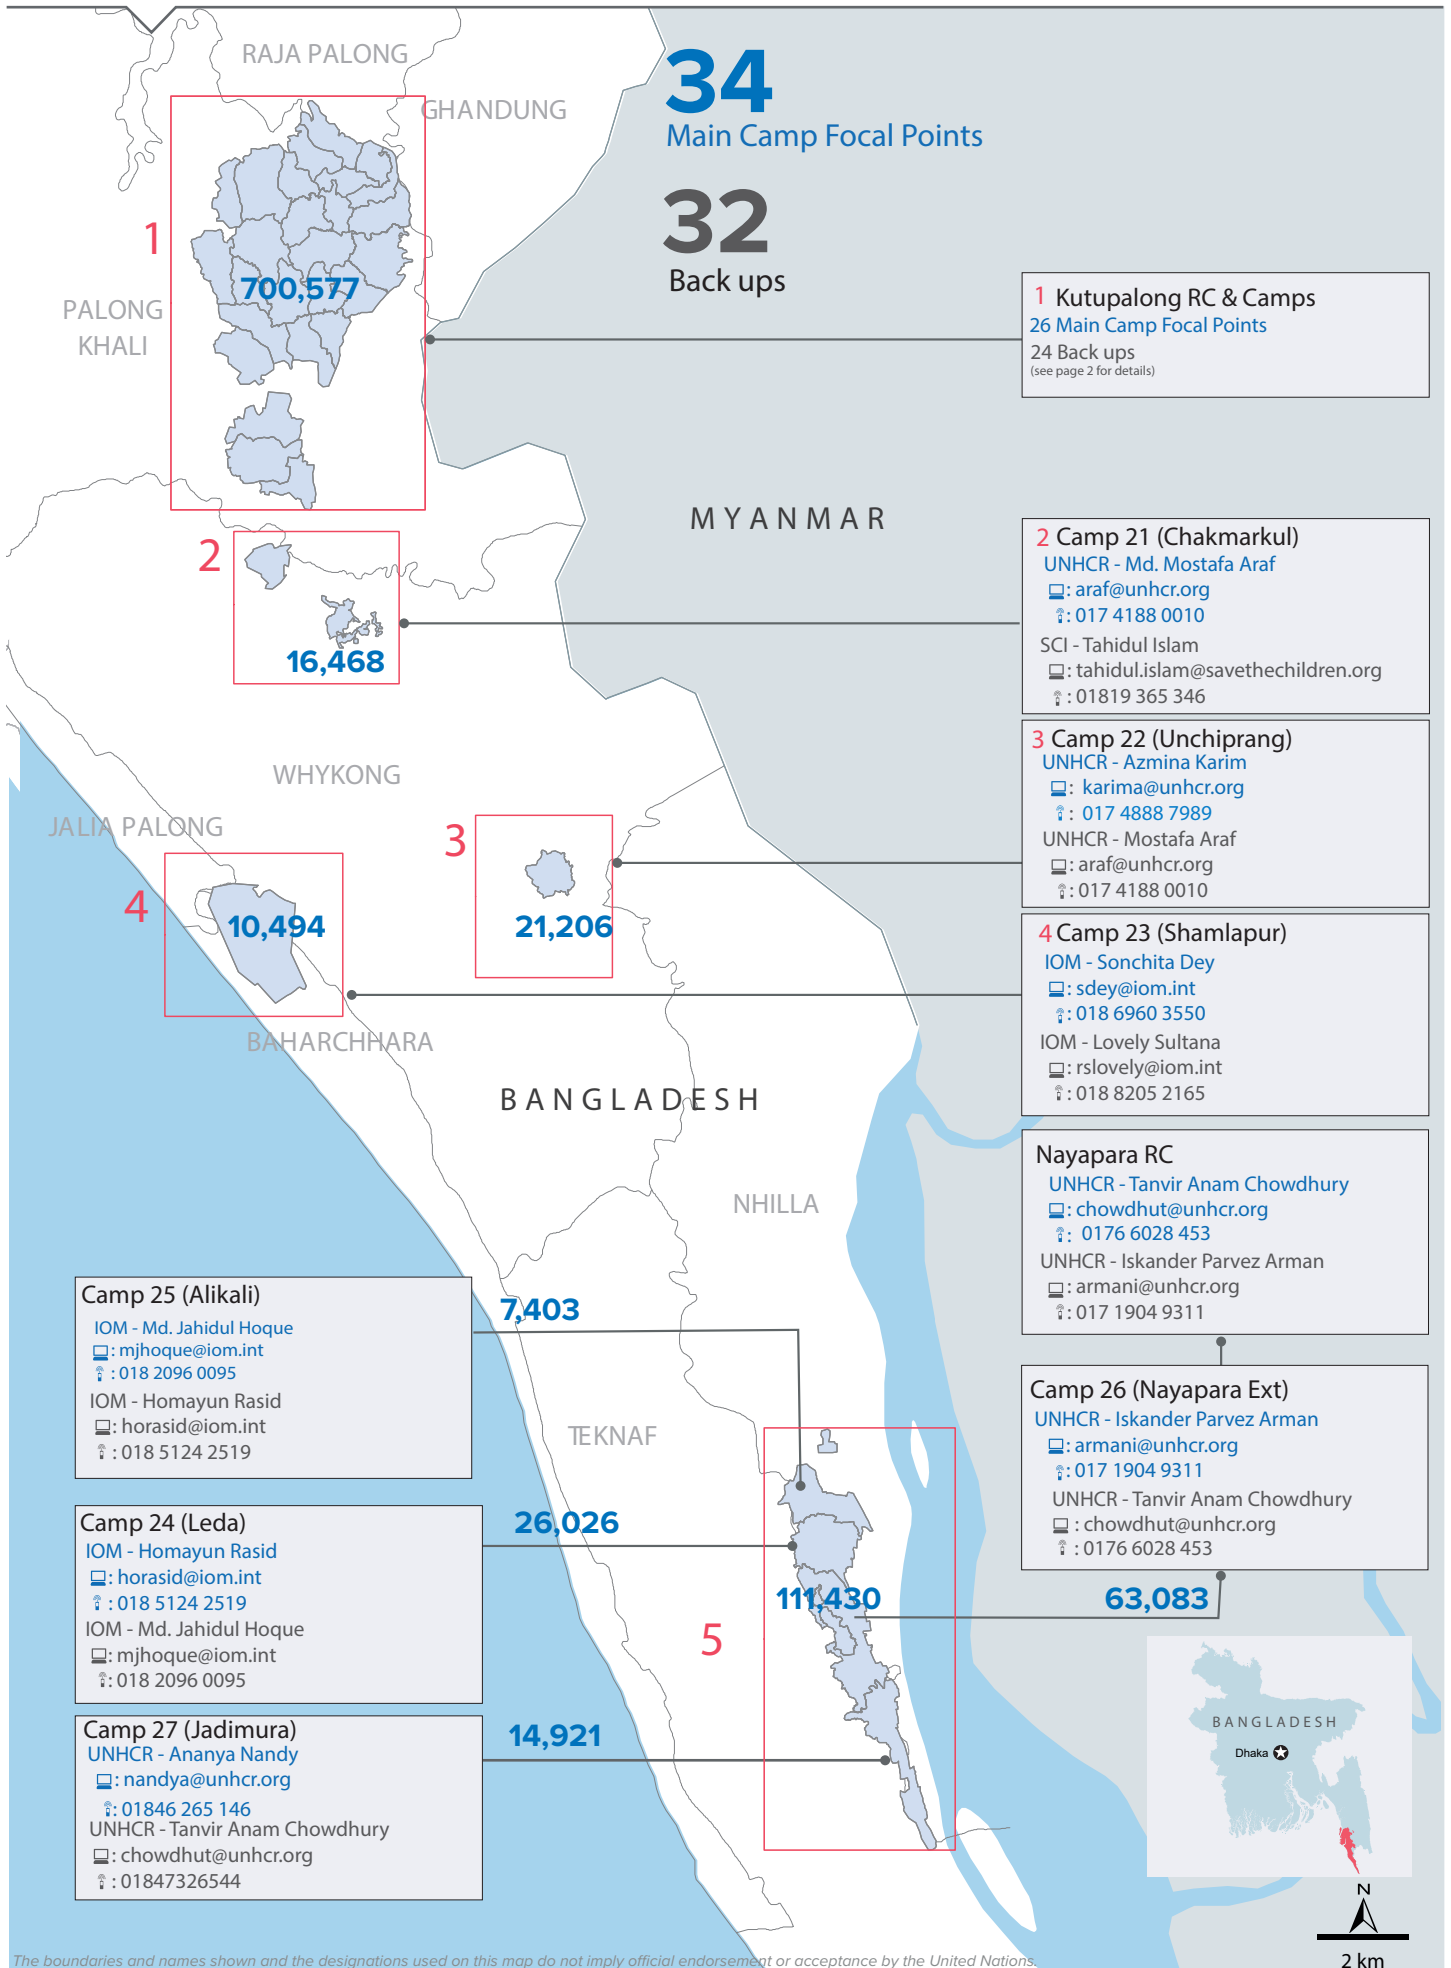 RAJA PALONG
GHANDUNG
34
Main Camp Focal Points
32
Back ups
1
700,577
PALONG
KHALI
1 Kutupalong RC & Camps
26 Main Camp Focal Points
24 Back ups
(see page 2 for details)
MYANMAR
2
16,468
2 Camp 21 (Chakmarkul)
UNHCR - Md. Mostafa Araf
: araf@unhcr.org
: 017 4188 0010
SCI - Tahidul Islam
: tahidul.islam@savethechildren.org
: 01819 365 346
3 Camp 22 (Unchiprang)
UNHCR - Azmina Karim
: karima@unhcr.org
: 017 4888 7989
UNHCR - Mostafa Araf
: araf@unhcr.org
: 017 4188 0010
WHYKONG
JALIA PALONG
3
21,206
4
10,494
4 Camp 23 (Shamlapur)
IOM - Sonchita Dey
: sdey@iom.int
: 018 6960 3550
IOM - Lovely Sultana
: rslovely@iom.int
: 018 8205 2165
BAHARCHHARA
BANGLADESH
NHILLA
Nayapara RC
UNHCR - Tanvir Anam Chowdhury
: chowdhut@unhcr.org
: 0176 6028 453
UNHCR - Iskander Parvez Arman
: armani@unhcr.org
: 017 1904 9311
Camp 25 (Alikali)
IOM - Md. Jahidul Hoque
: mjhoque@iom.int
: 018 2096 0095
IOM - Homayun Rasid
: horasid@iom.int
: 018 5124 2519
7,403
TEKNAF
Camp 26 (Nayapara Ext)
UNHCR - Iskander Parvez Arman
: armani@unhcr.org
: 017 1904 9311
UNHCR - Tanvir Anam Chowdhury
: chowdhut@unhcr.org
: 0176 6028 453
Camp 24 (Leda)
IOM - Homayun Rasid
: horasid@iom.int
: 018 5124 2519
IOM - Md. Jahidul Hoque
: mjhoque@iom.int
: 018 2096 0095
26,026
111,430
63,083
5
Camp 27 (Jadimura)
UNHCR - Ananya Nandy
: nandya@unhcr.org
: 01846 265 146
UNHCR - Tanvir Anam Chowdhury
: chowdhut@unhcr.org
: 01847326544
14,921
BANGLADESH
Dhaka
N
2 km
The boundaries and names shown and the designations used on this map do not imply official endorsement or acceptance by the United Nations.